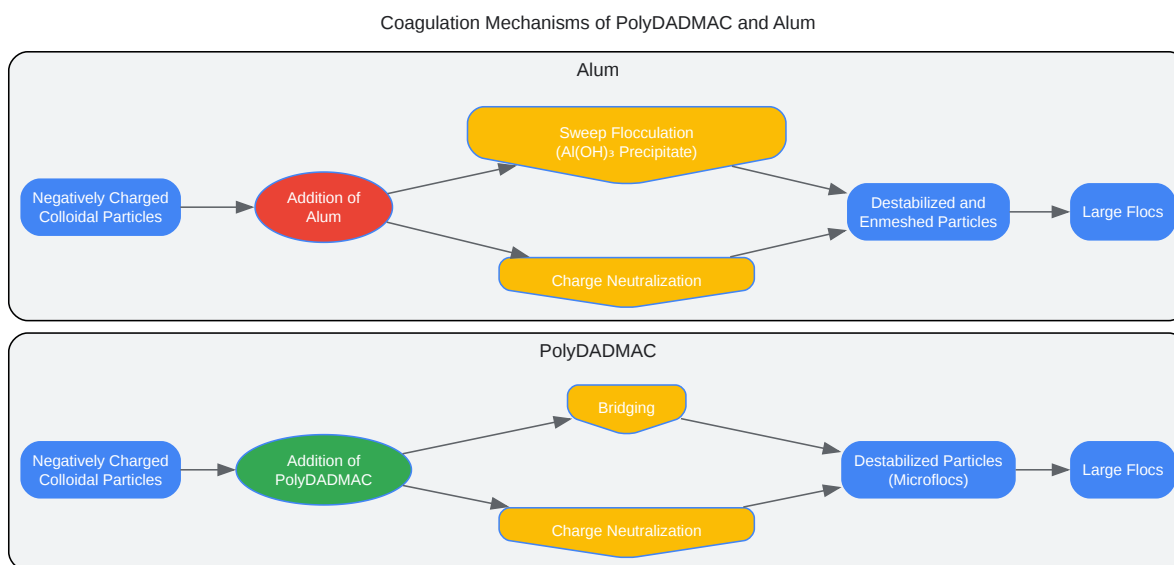 Coagulation Mechanisms of PolyDADMAC and Alum
Alum
Negatively Charged
Colloidal Particles
Addition of
Alum
Sweep Flocculation
(Al(OH)₃ Precipitate)
Charge Neutralization
Destabilized and
Enmeshed Particles
Large Flocs
PolyDADMAC
Negatively Charged
Colloidal Particles
Addition of
PolyDADMAC
Bridging
Charge Neutralization
Destabilized Particles
(Microflocs)
Large Flocs